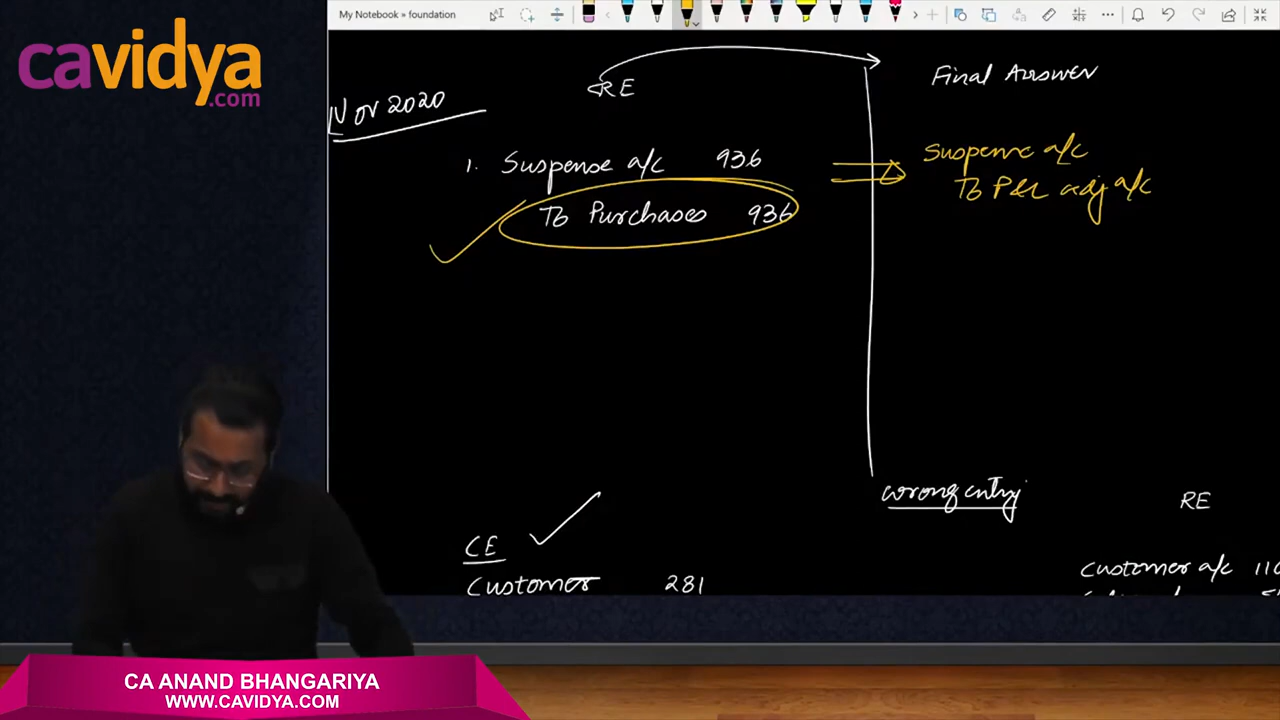 cavidya
.com
My Notebook » foundation
RE
Final Answer
Nov 2020
1. Suspense a/c 936
To Purchases 936
Suspense a/c
To P&L adj a/c
wrong entry
RE
CE
Customer 281
Customer a/c 110
CA ANAND BHANGARIYA
WWW.CAVIDYA.COM